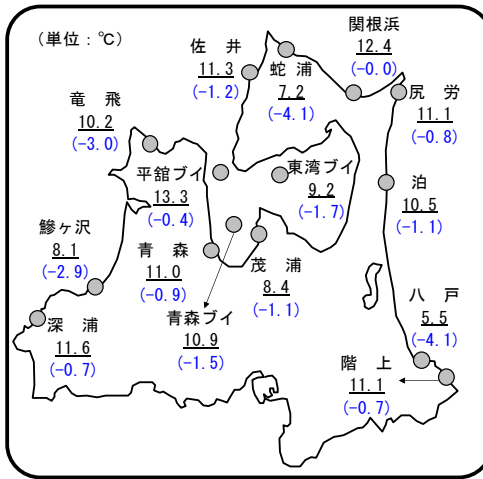 （単位：℃）
関根浜
12.4
(-0.0)
佐 井
11.3
(-1.2)
蛇 浦
7.2
(-4.1)
尻 労
11.1
(-0.8)
竜 飛
10.2
(-3.0)
平舘ブイ
13.3
(-0.4)
東湾ブイ
9.2
(-1.7)
泊
10.5
(-1.1)
鰺ヶ沢
8.1
(-2.9)
青 森
11.0
(-0.9)
茂 浦
8.4
(-1.1)
八 戸
5.5
(-4.1)
深 浦
11.6
(-0.7)
青森ブイ
10.9
(-1.5)
階 上
11.1
(-0.7)